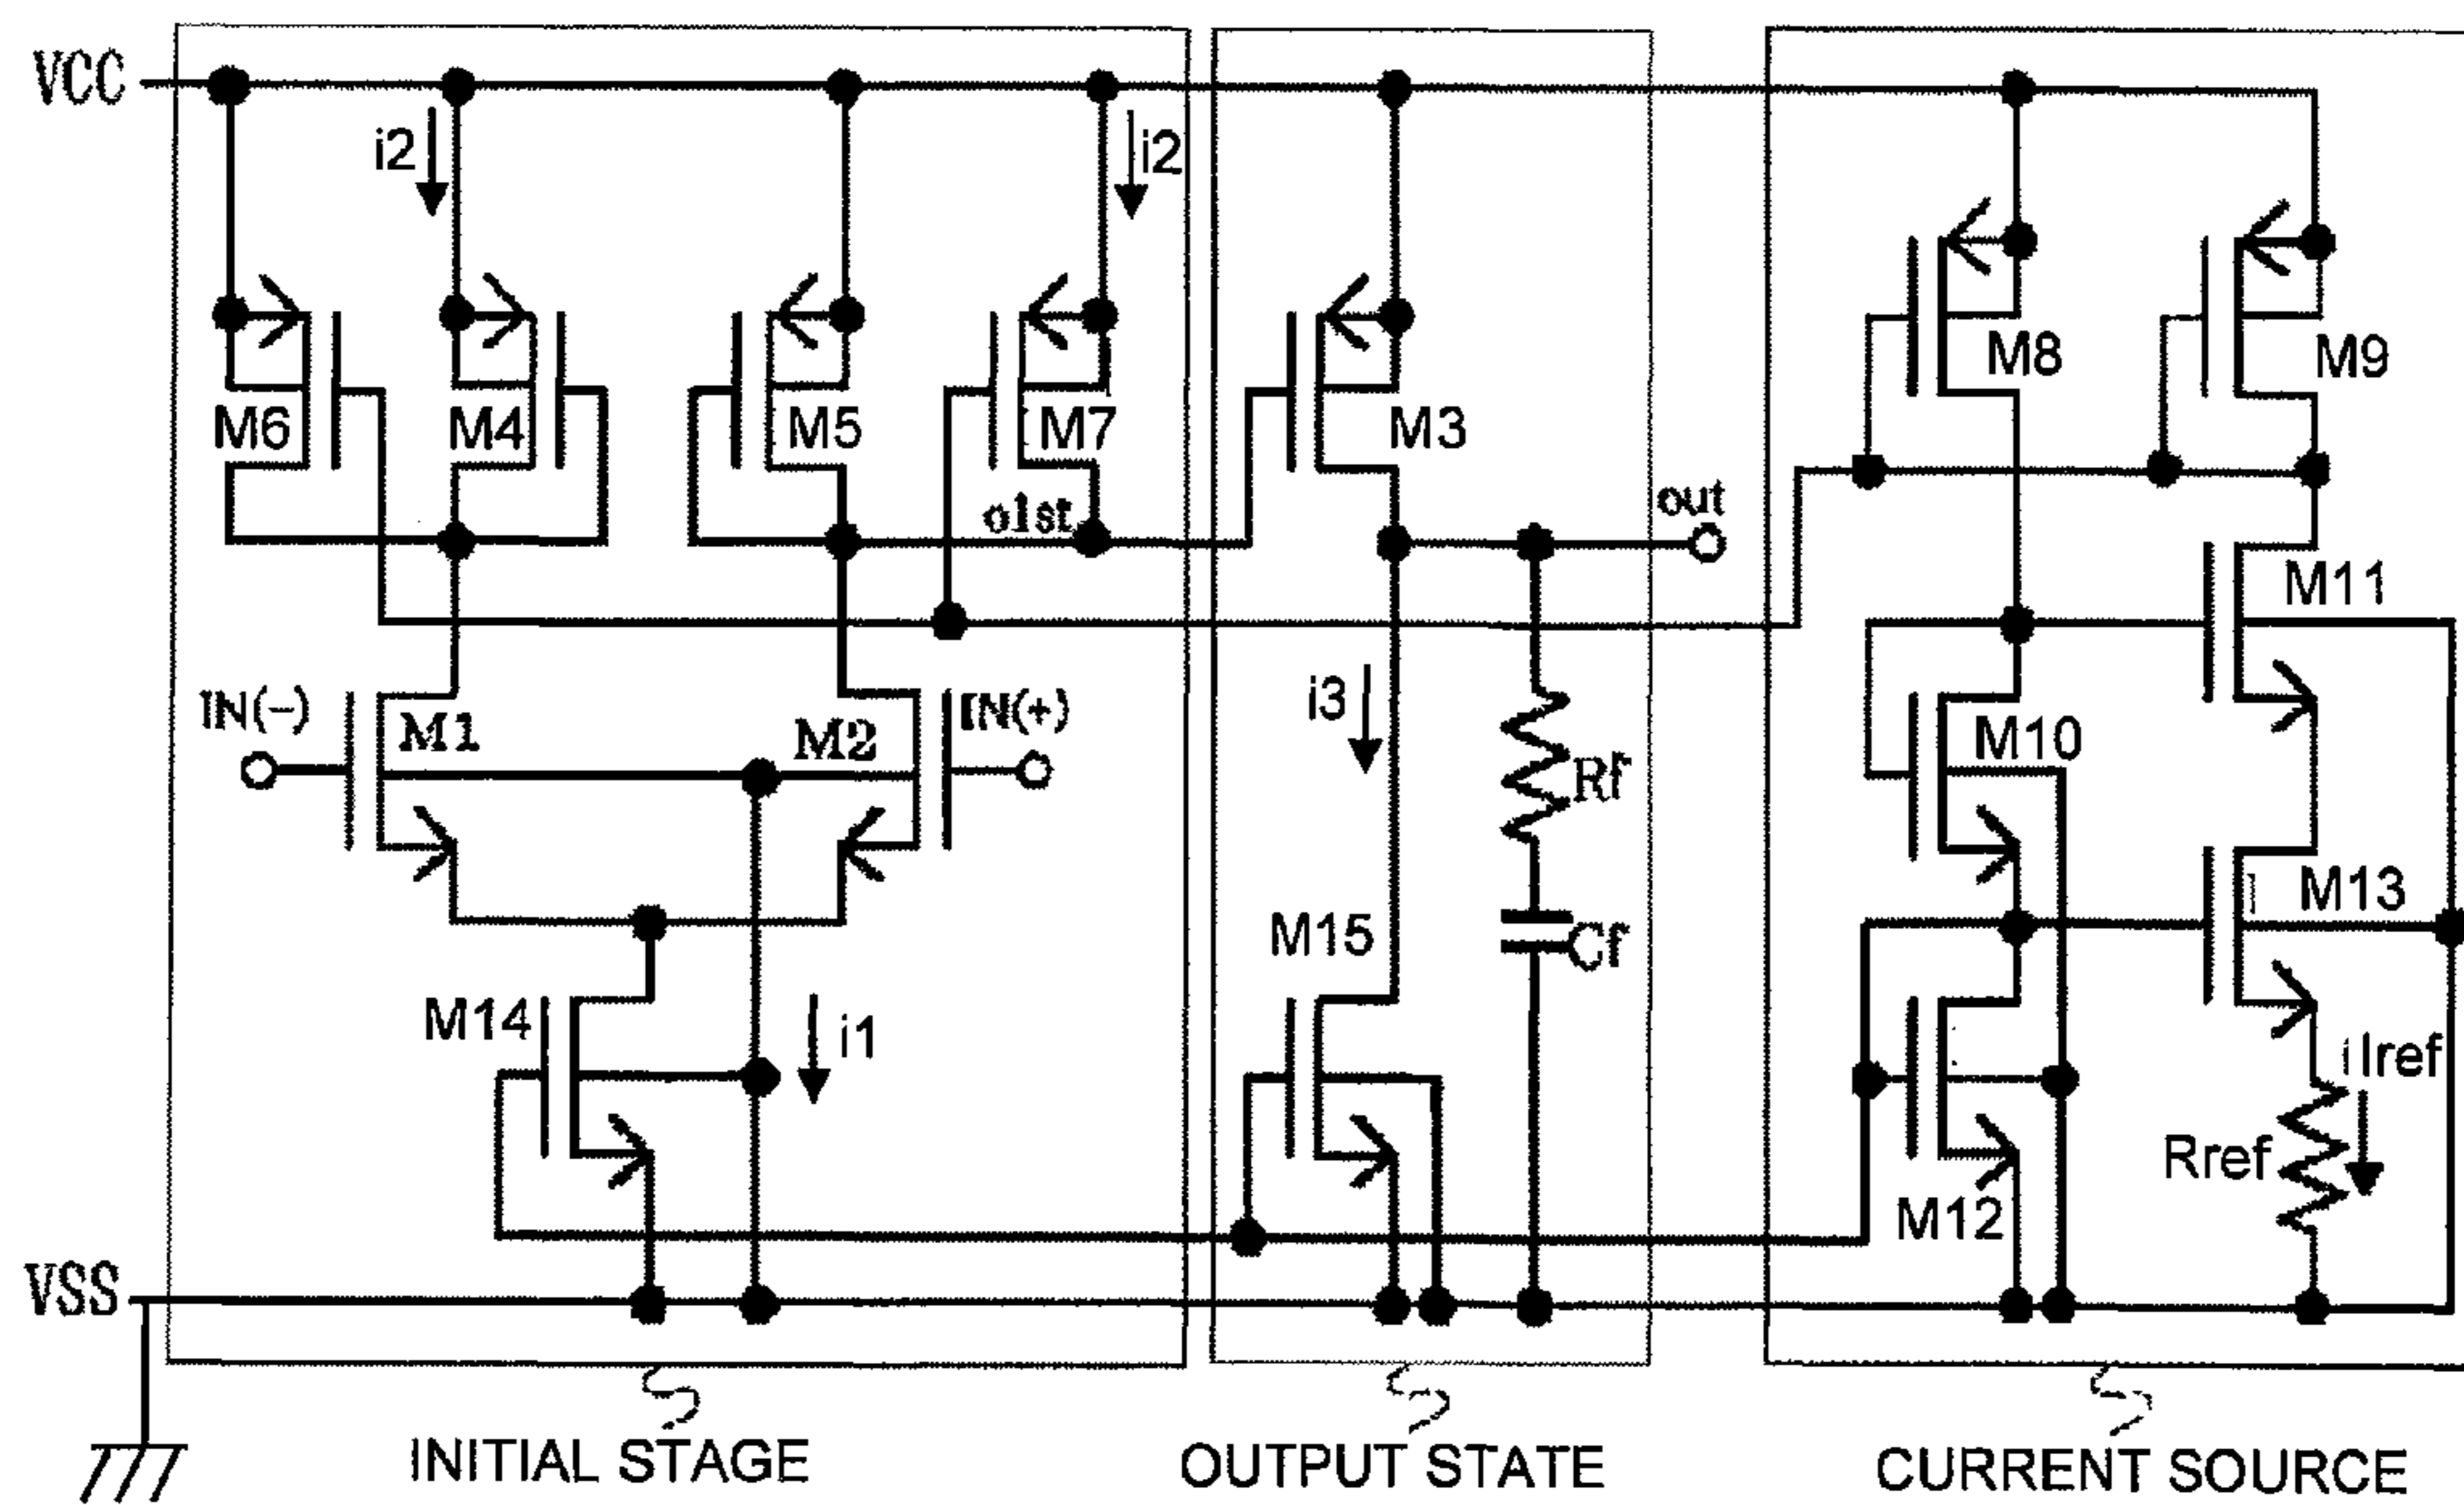 VCC
i2
i2
M6
M4
M5
M7
M3
M8
M9
o1st
out
M11
IN(-)
M1
M2
IN(+)
i3
Rf
M10
M14
i1
M15
Cf
M13
iIref
Rref
M12
VSS
INITIAL STAGE
OUTPUT STATE
CURRENT SOURCE